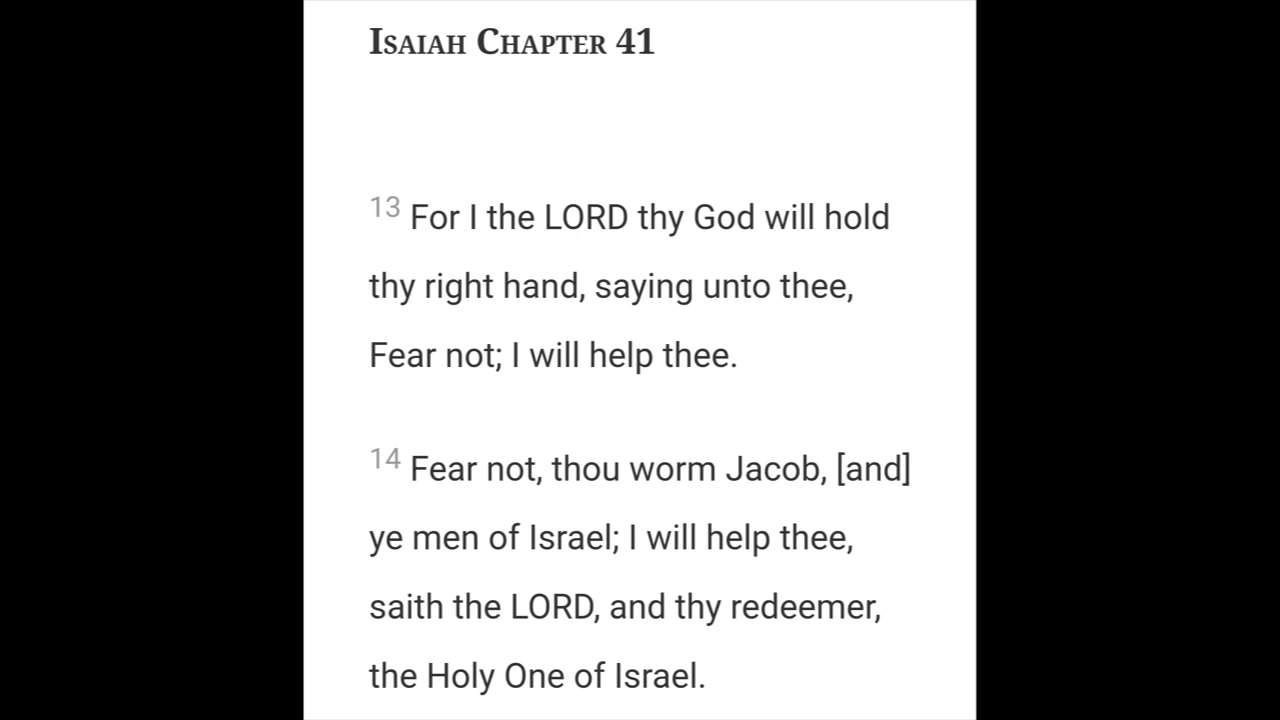 Isaiah Chapter 41
13 For I the LORD thy God will hold
thy right hand, saying unto thee,
Fear not; I will help thee.
14 Fear not, thou worm Jacob, [and]
ye men of Israel; I will help thee,
saith the LORD, and thy redeemer,
the Holy One of Israel.